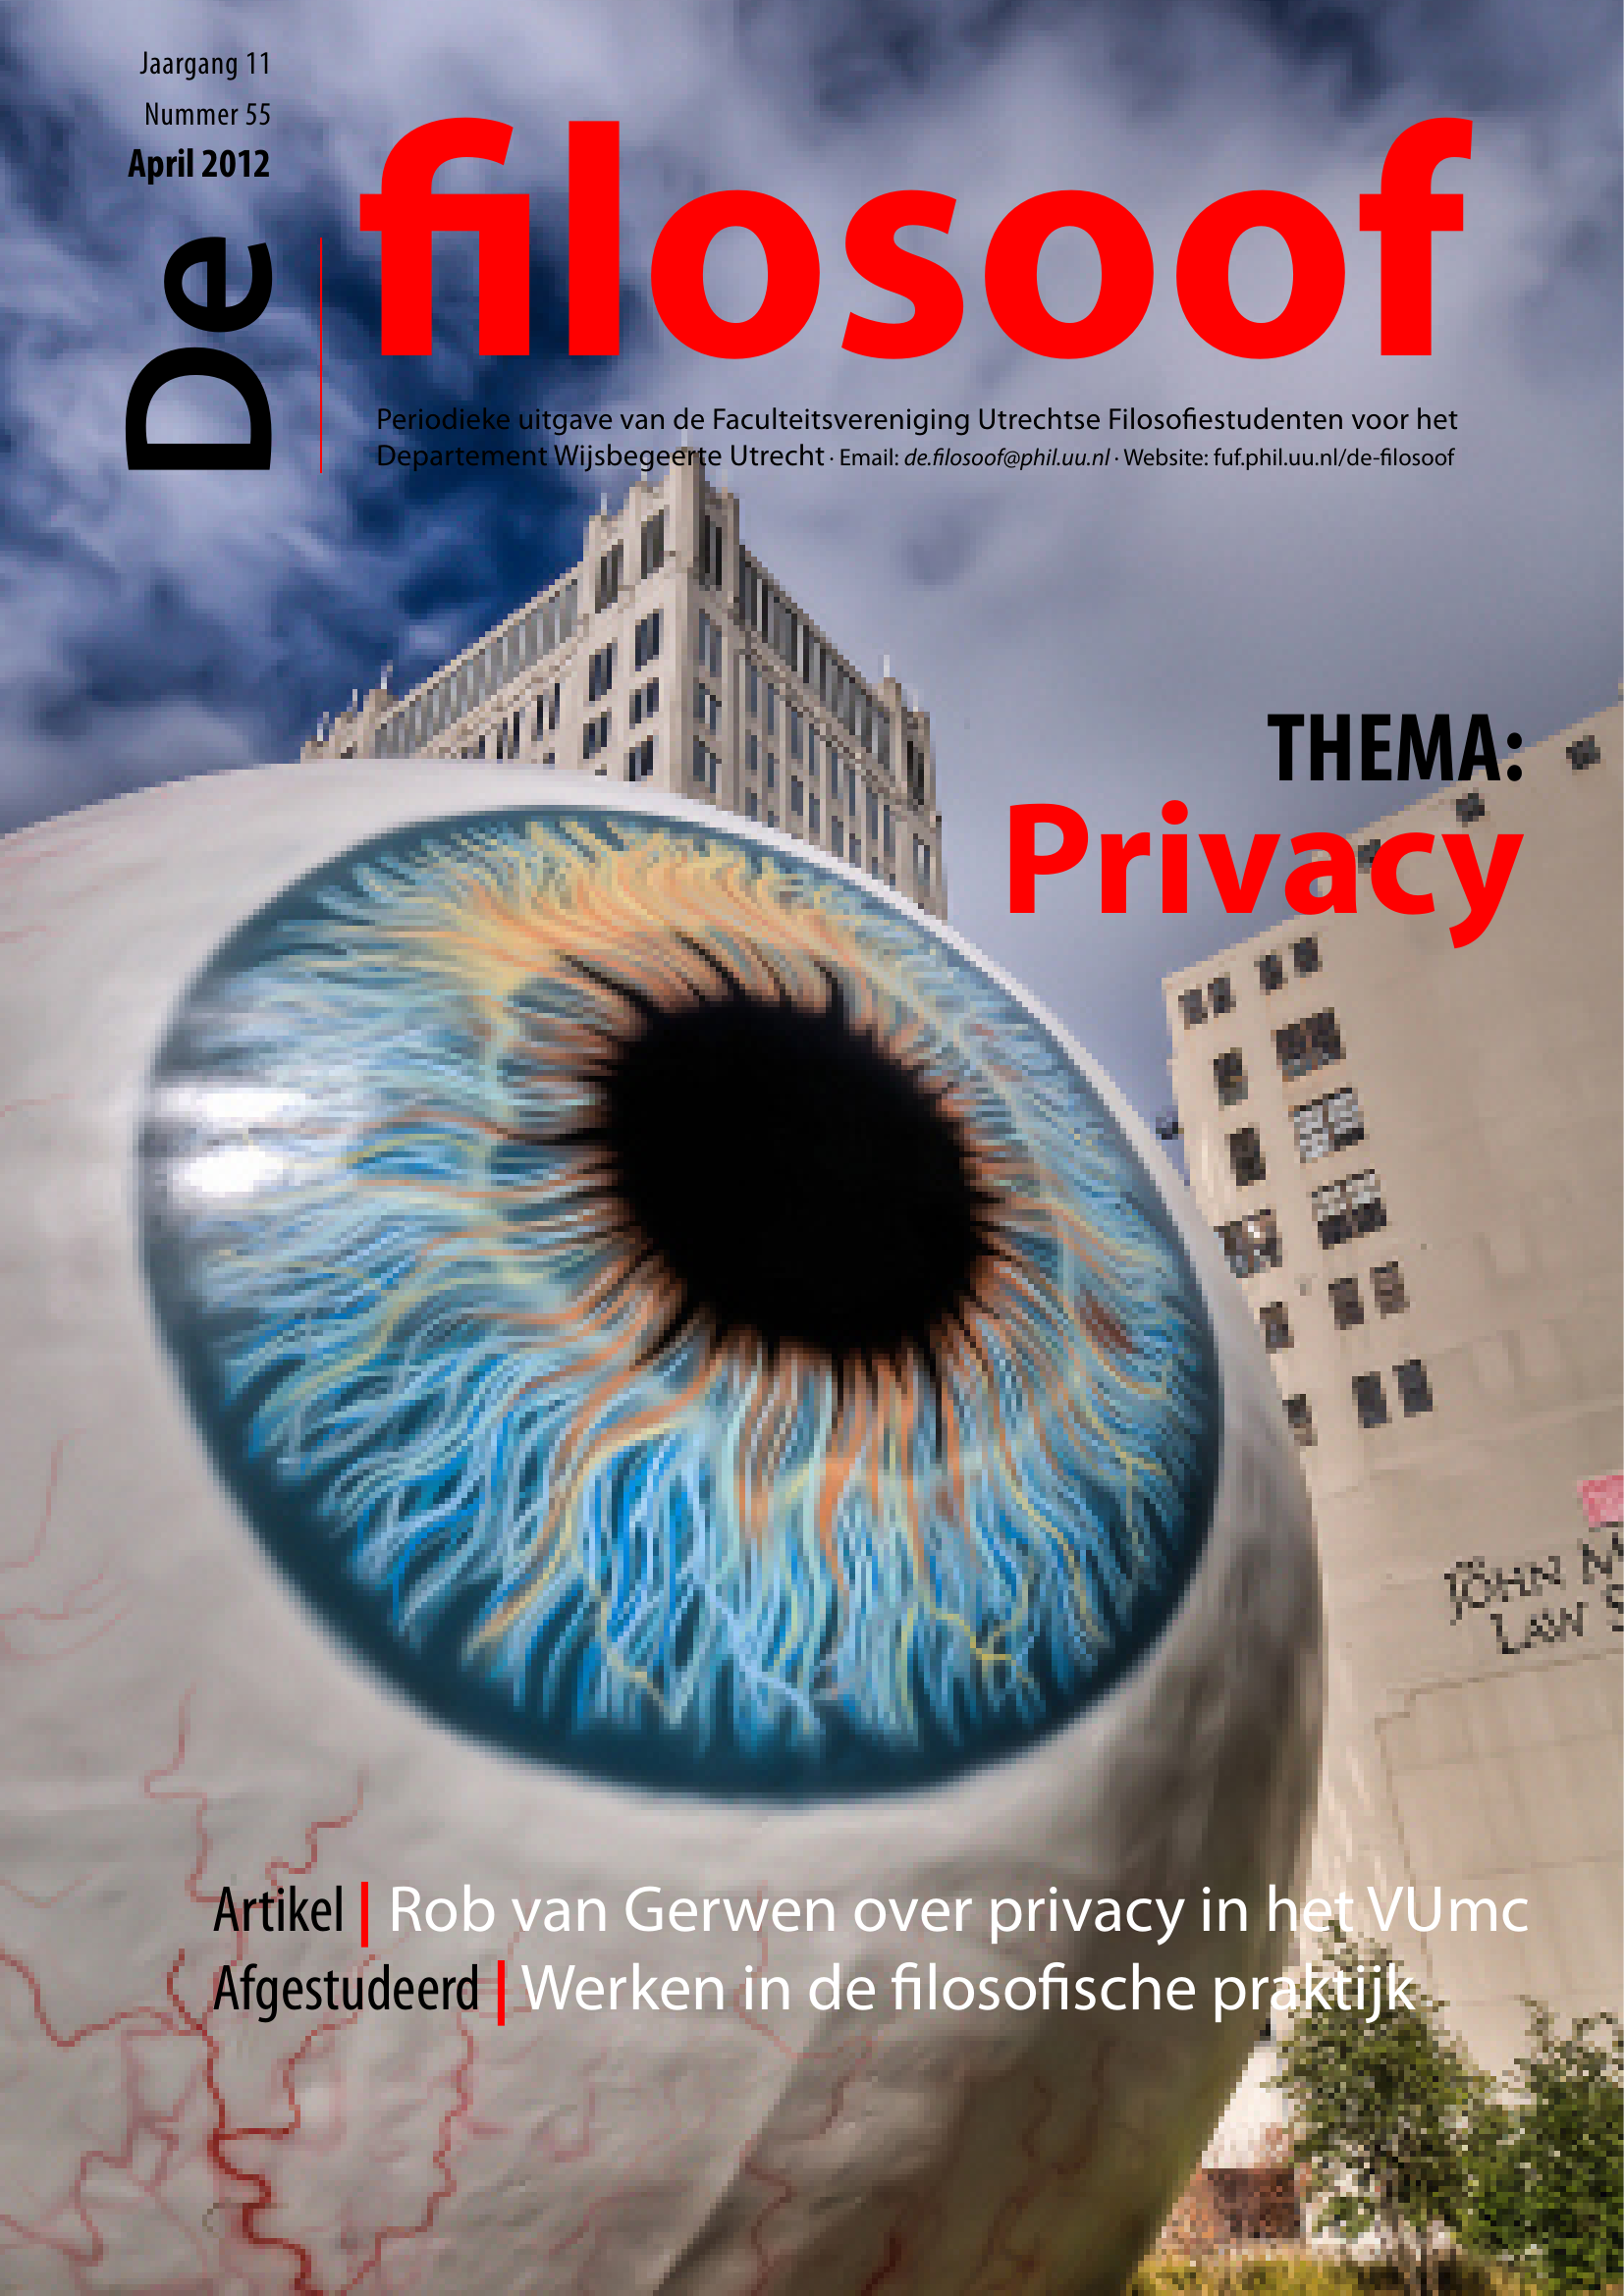 Jaargang 11
Nummer 55
April 2012
De filosoof
Periodieke uitgave van de Faculteitsvereniging Utrechtse Filosofiestudenten voor het
Departement Wijsbegeerte Utrecht · Email: de.filosoof@phil.uu.nl · Website: fuf.phil.uu.nl/de-filosoof
THEMA:
Privacy
JOHN M
LAW S
Artikel | Rob van Gerwen over privacy in het VUmc
Afgestudeerd | Werken in de filosofische praktijk